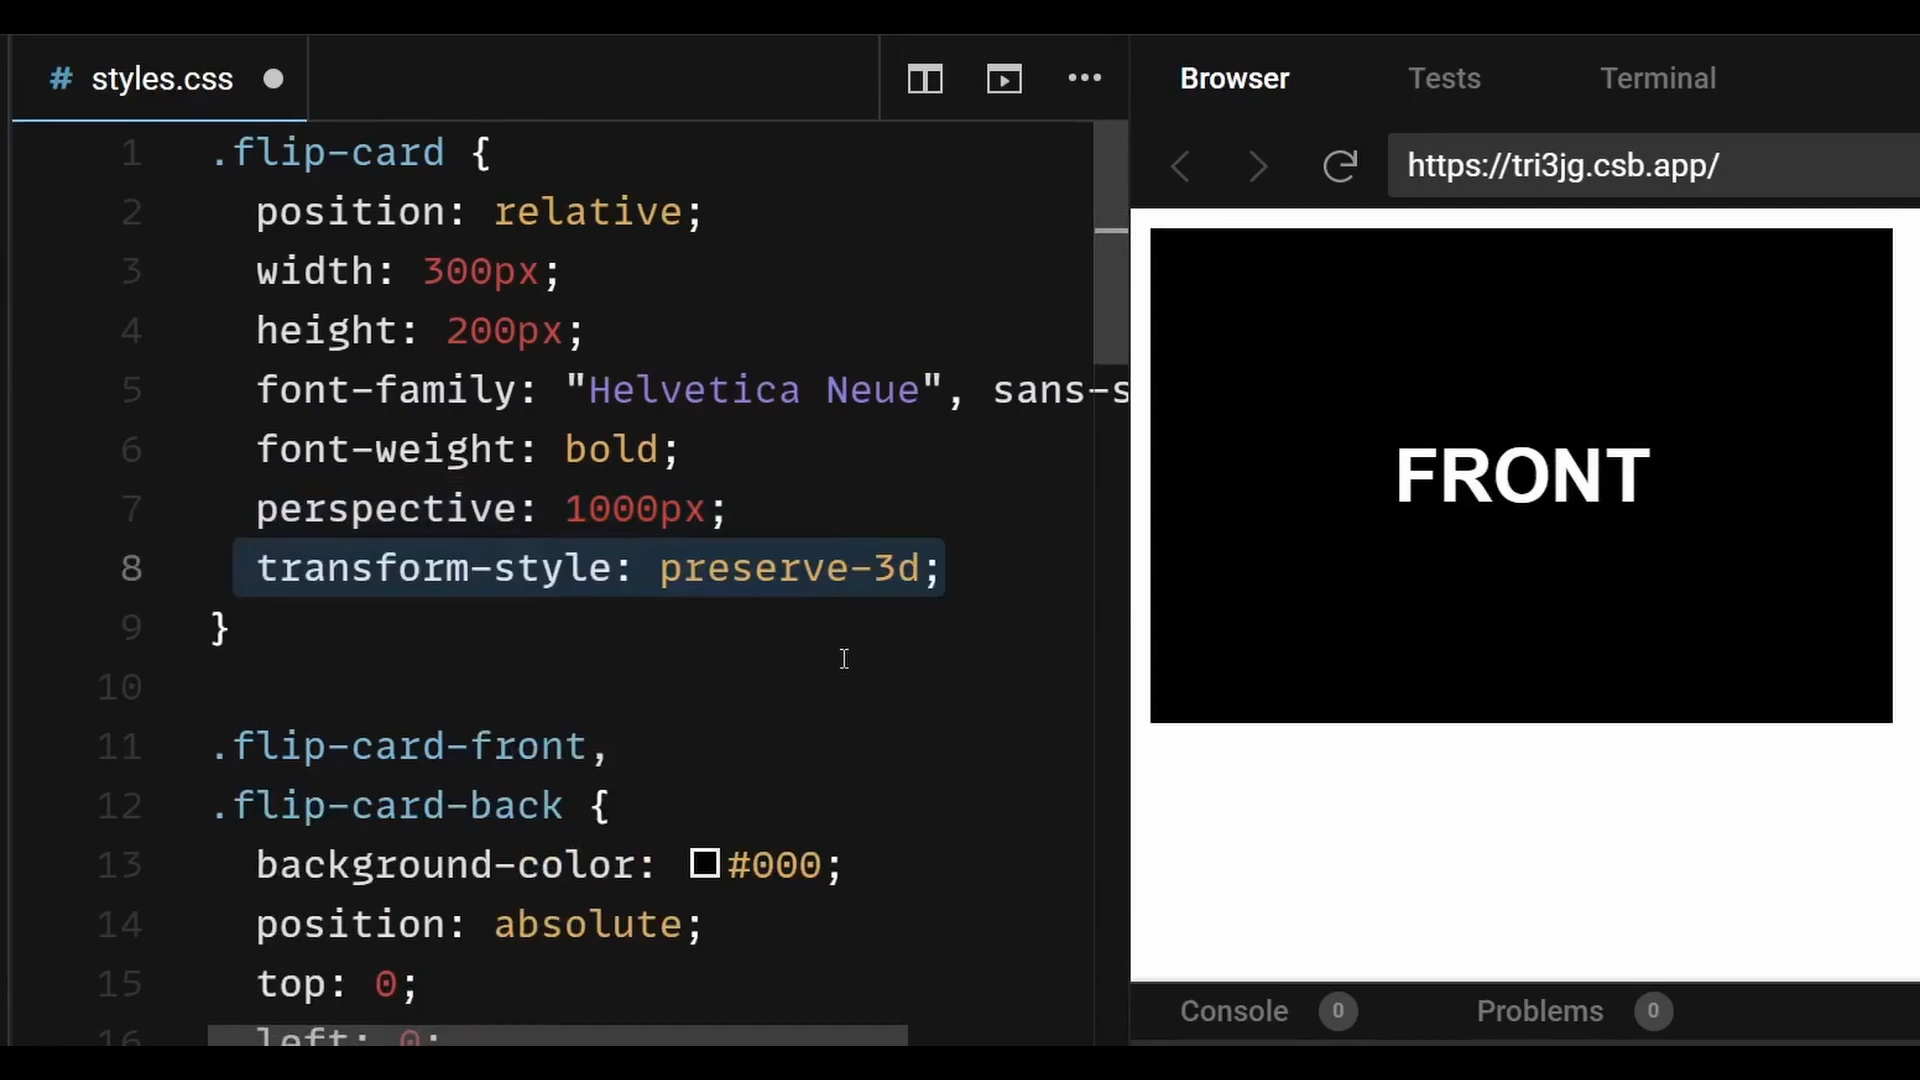 # styles.css
1 .flip-card {
2 position: relative;
3 width: 300px;
4 height: 200px;
5 font-family: "Helvetica Neue", sans-s
6 font-weight: bold;
7 perspective: 1000px;
8 transform-style: preserve-3d;
9 }
10
11 .flip-card-front,
12 .flip-card-back {
13 background-color: #000;
14 position: absolute;
15 top: 0;
16 left: 0;
Browser Tests Terminal
https://tri3jg.csb.app/
FRONT
Console 0 Problems 0